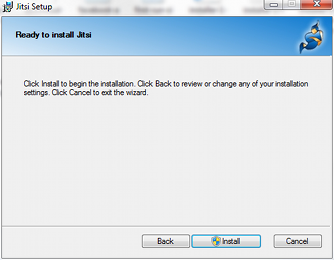 Jitsi Setup
Ready to install Jitsi
Click Install to begin the installation. Click Back to review or change any of your installation
settings. Click Cancel to exit the wizard.
Back
Install
Cancel